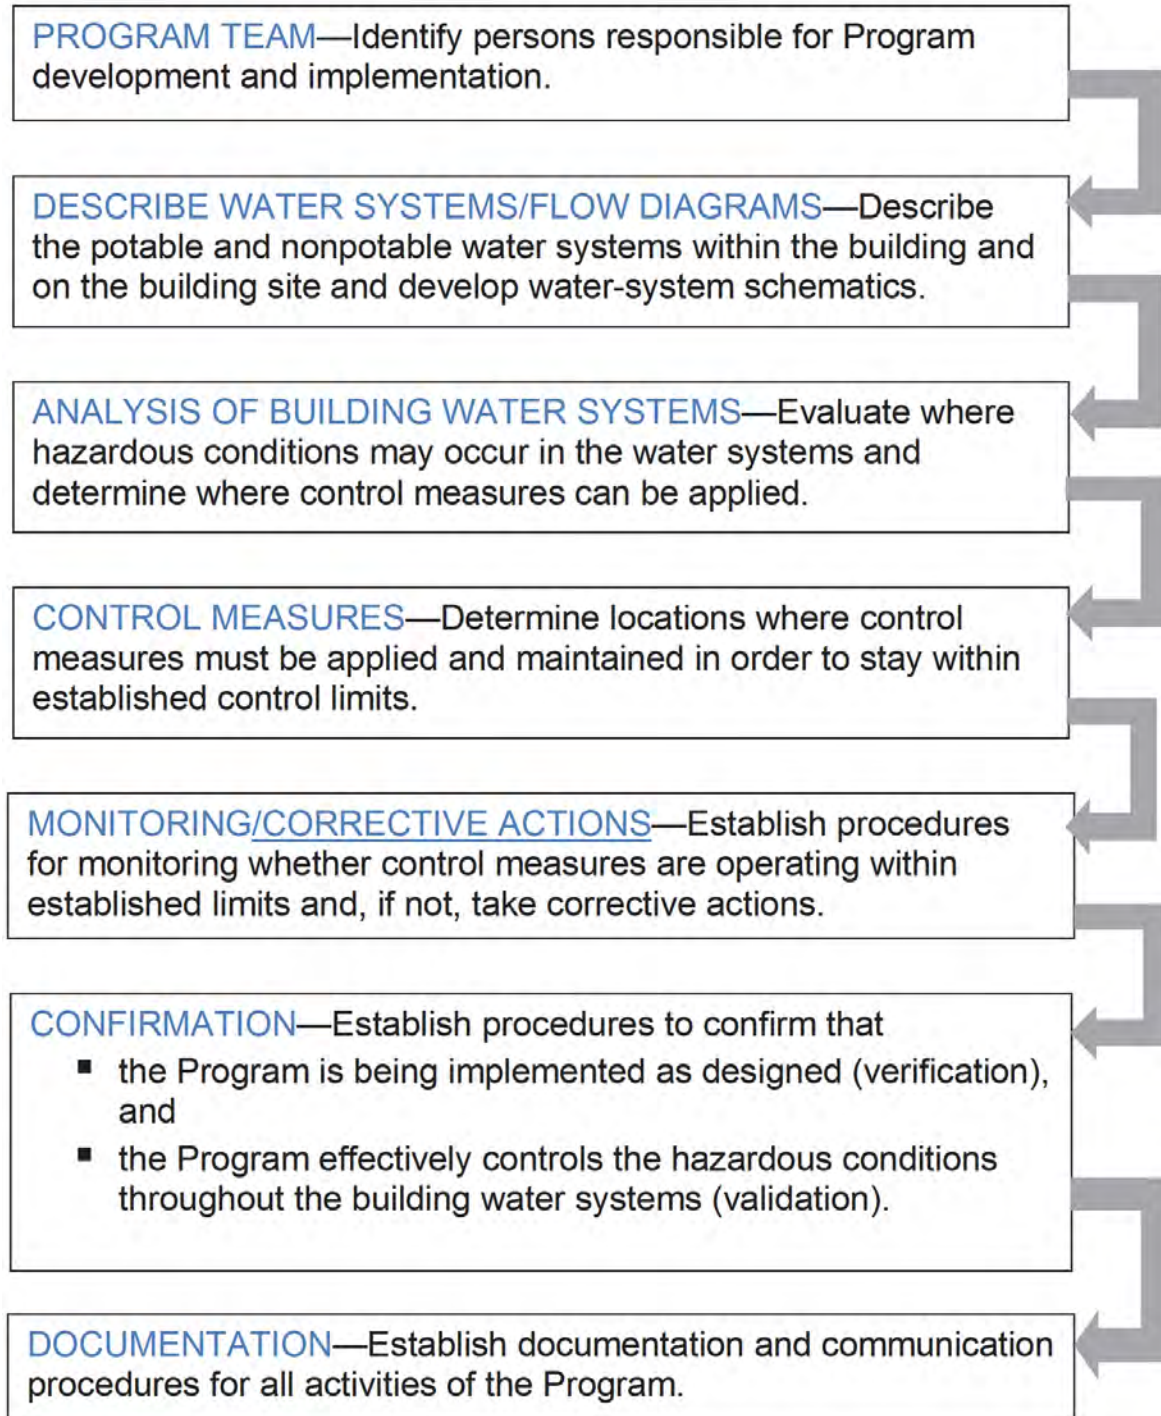 PROGRAM TEAM—Identify persons responsible for Program
development and implementation.
DESCRIBE WATER SYSTEMS/FLOW DIAGRAMS—Describe
the potable and nonpotable water systems within the building and
on the building site and develop water-system schematics.
ANALYSIS OF BUILDING WATER SYSTEMS—Evaluate where
hazardous conditions may occur in the water systems and
determine where control measures can be applied.
CONTROL MEASURES—Determine locations where control
measures must be applied and maintained in order to stay within
established control limits.
MONITORING/CORRECTIVE ACTIONS—Establish procedures
for monitoring whether control measures are operating within
established limits and, if not, take corrective actions.
CONFIRMATION—Establish procedures to confirm that
▪ the Program is being implemented as designed (verification),
and
▪ the Program effectively controls the hazardous conditions
throughout the building water systems (validation).
DOCUMENTATION—Establish documentation and communication
procedures for all activities of the Program.